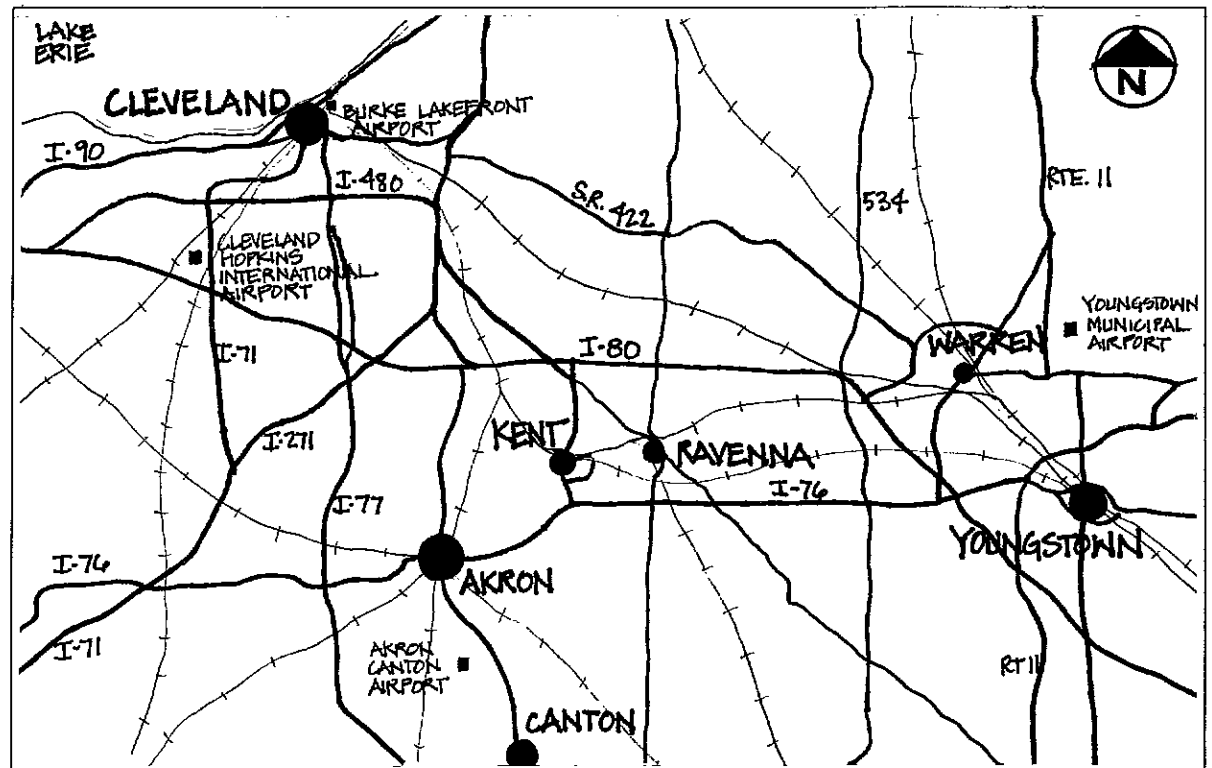 LAKE
ERIE
N
CLEVELAND
BURKE LAKEFRONT
AIRPORT
I-90
I-480
S.R. 422
534
RTE. 11
CLEVELAND
HOPKINS
INTERNATIONAL
AIRPORT
YOUNGSTOWN
MUNICIPAL
AIRPORT
WARREN
I-71
I-80
I-271
KENT
RAVENNA
I-76
I-77
YOUNGSTOWN
I-76
AKRON
I-71
AKRON
CANTON
AIRPORT
RT 11
CANTON